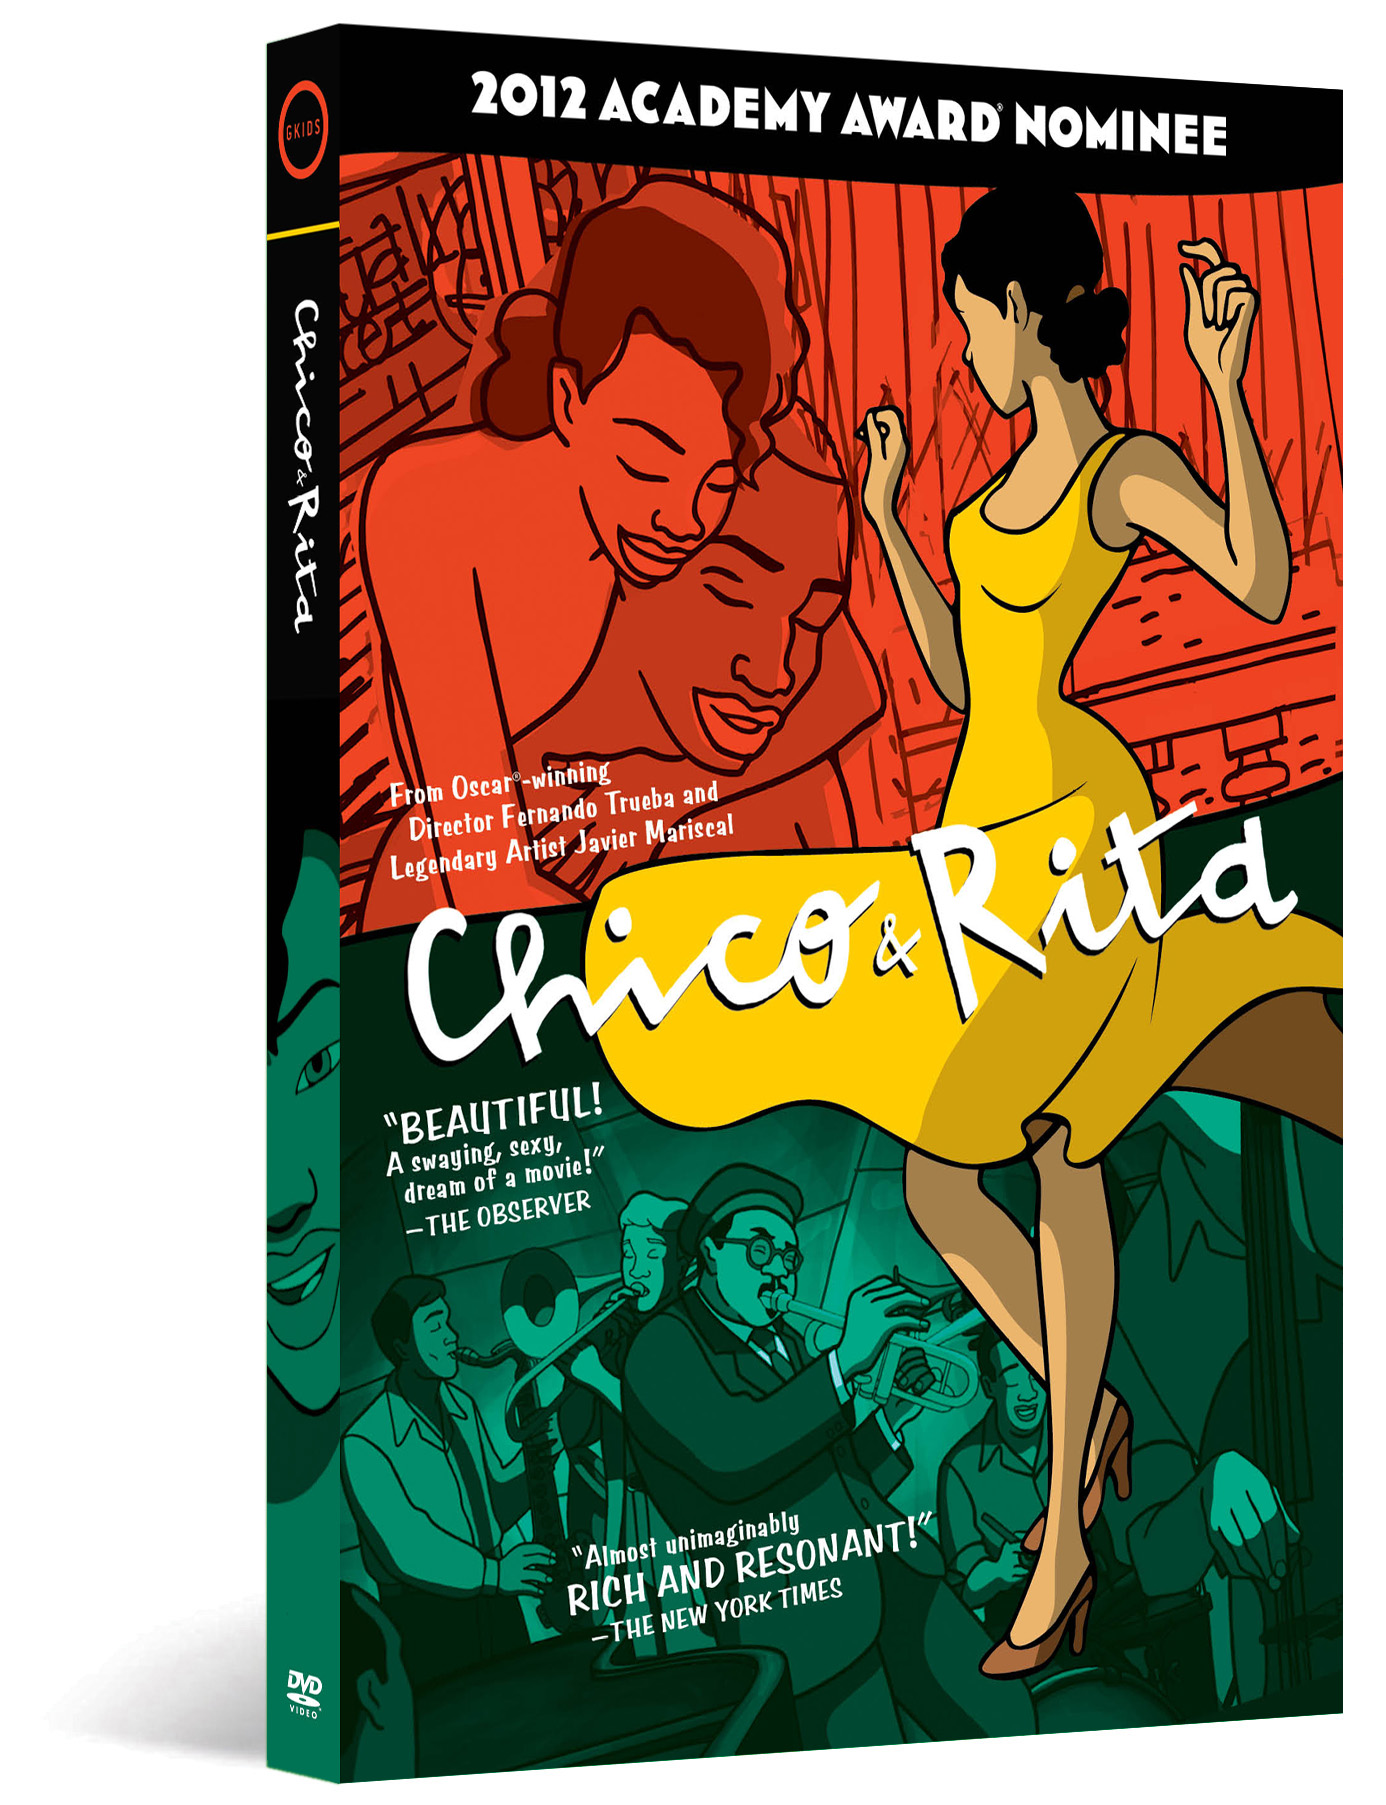 GKIDS
Chico & Rita
DVD
VIDEO
2012 ACADEMY AWARD® NOMINEE
From Oscar®-winning
Director Fernando Trueba and
Legendary Artist Javier Mariscal
Chico & Rita
“BEAUTIFUL!
A swaying, sexy,
dream of a movie!”
—THE OBSERVER
“Almost unimaginably
RICH AND RESONANT!”
—THE NEW YORK TIMES